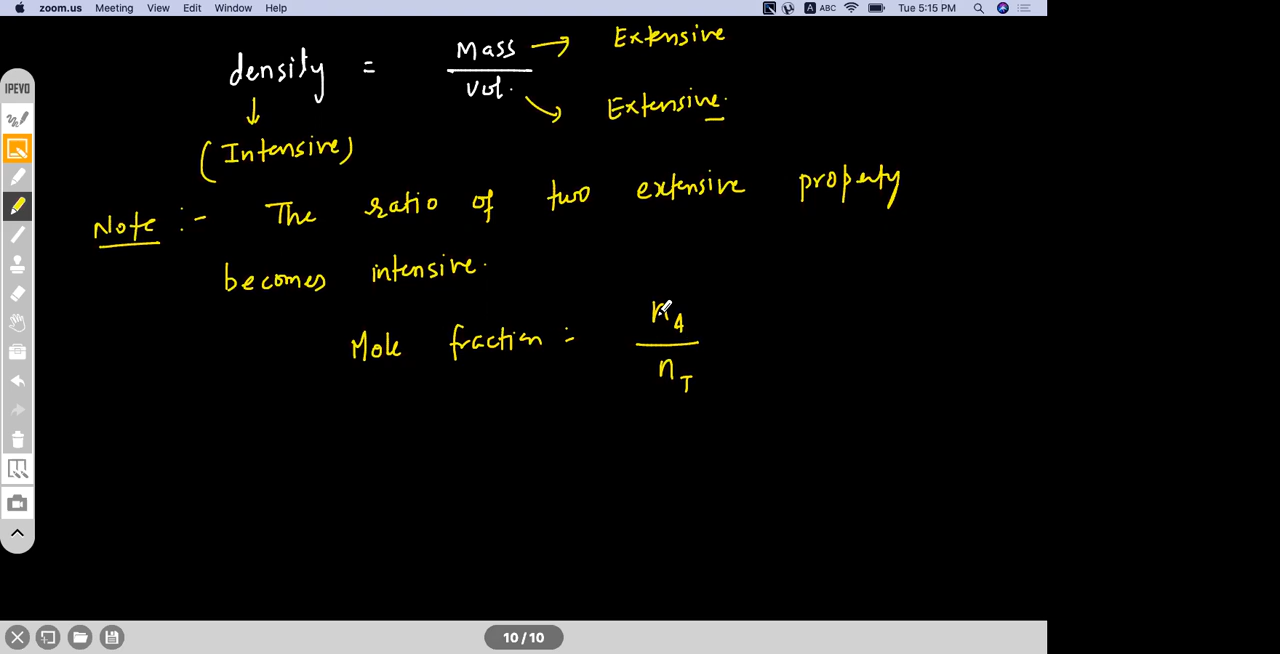 zoom.us Meeting View Edit Window Help ABC Tue 5:15 PM
density = Mass → Extensive
vol. → Extensive.
↓
(Intensive)
IPEVO
Note :- The ratio of two extensive property
becomes intensive.
Mole fraction = nA
nT
10/10